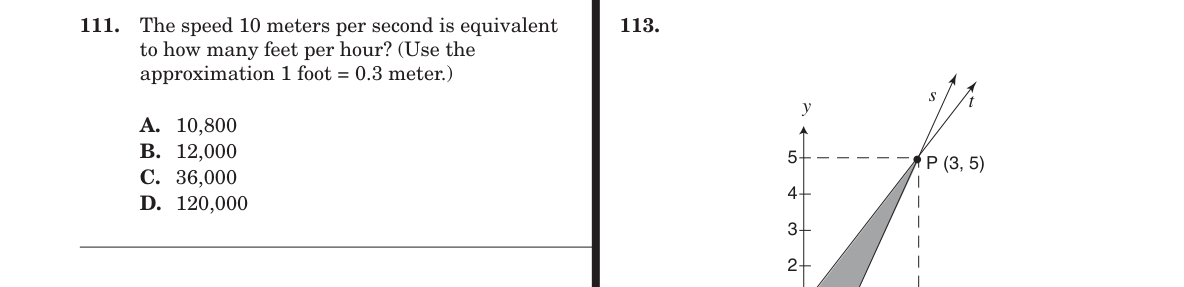 111. The speed 10 meters per second is equivalent
to how many feet per hour? (Use the
approximation 1 foot = 0.3 meter.)
A. 10,800
B. 12,000
C. 36,000
D. 120,000
113.
s
t
y
5
P (3, 5)
4
3
2